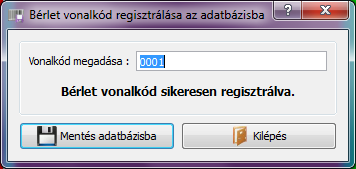 Bérlet vonalkód regisztrálása az adatbázisba
Vonalkód megadása : 0001
Bérlet vonalkód sikeresen regisztrálva.
Mentés adatbázisba Kilépés